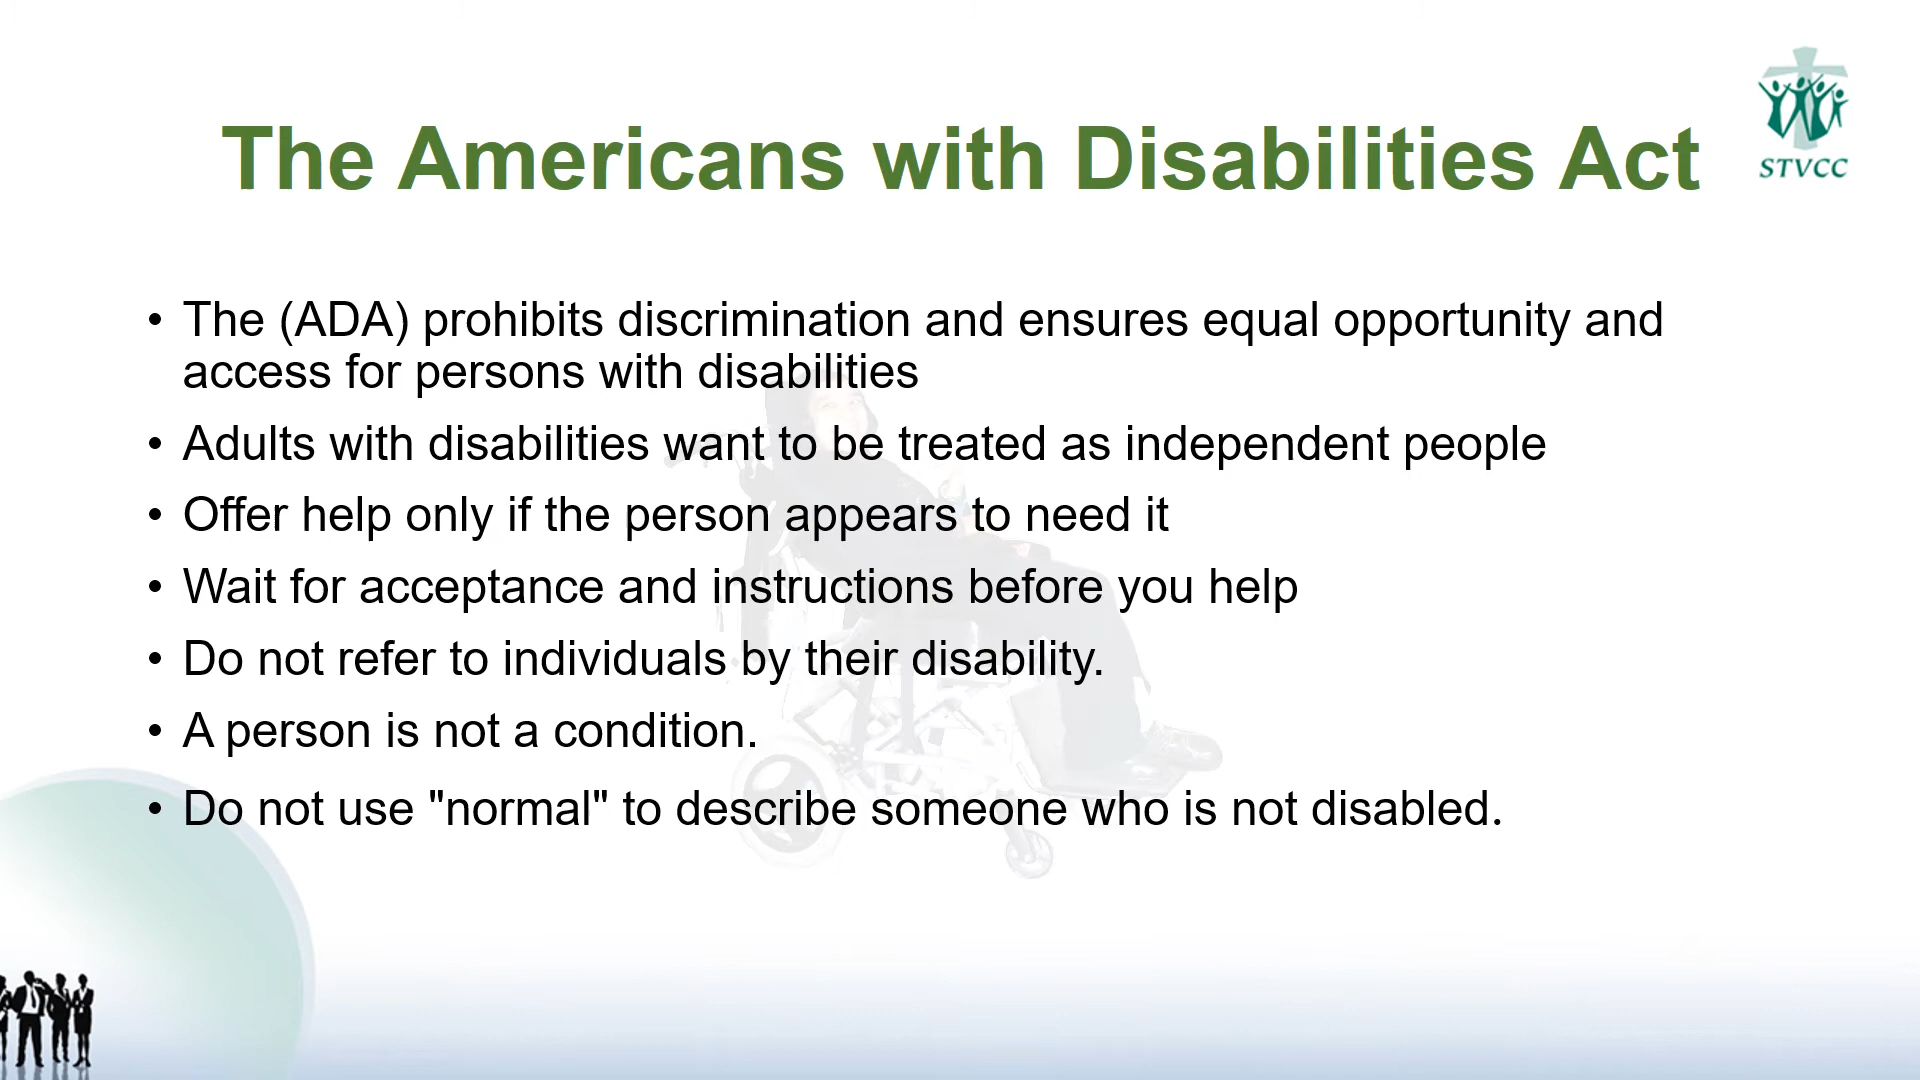 The Americans with Disabilities Act
STVCC
• The (ADA) prohibits discrimination and ensures equal opportunity and
access for persons with disabilities
• Adults with disabilities want to be treated as independent people
• Offer help only if the person appears to need it
• Wait for acceptance and instructions before you help
• Do not refer to individuals by their disability.
• A person is not a condition.
• Do not use "normal" to describe someone who is not disabled.